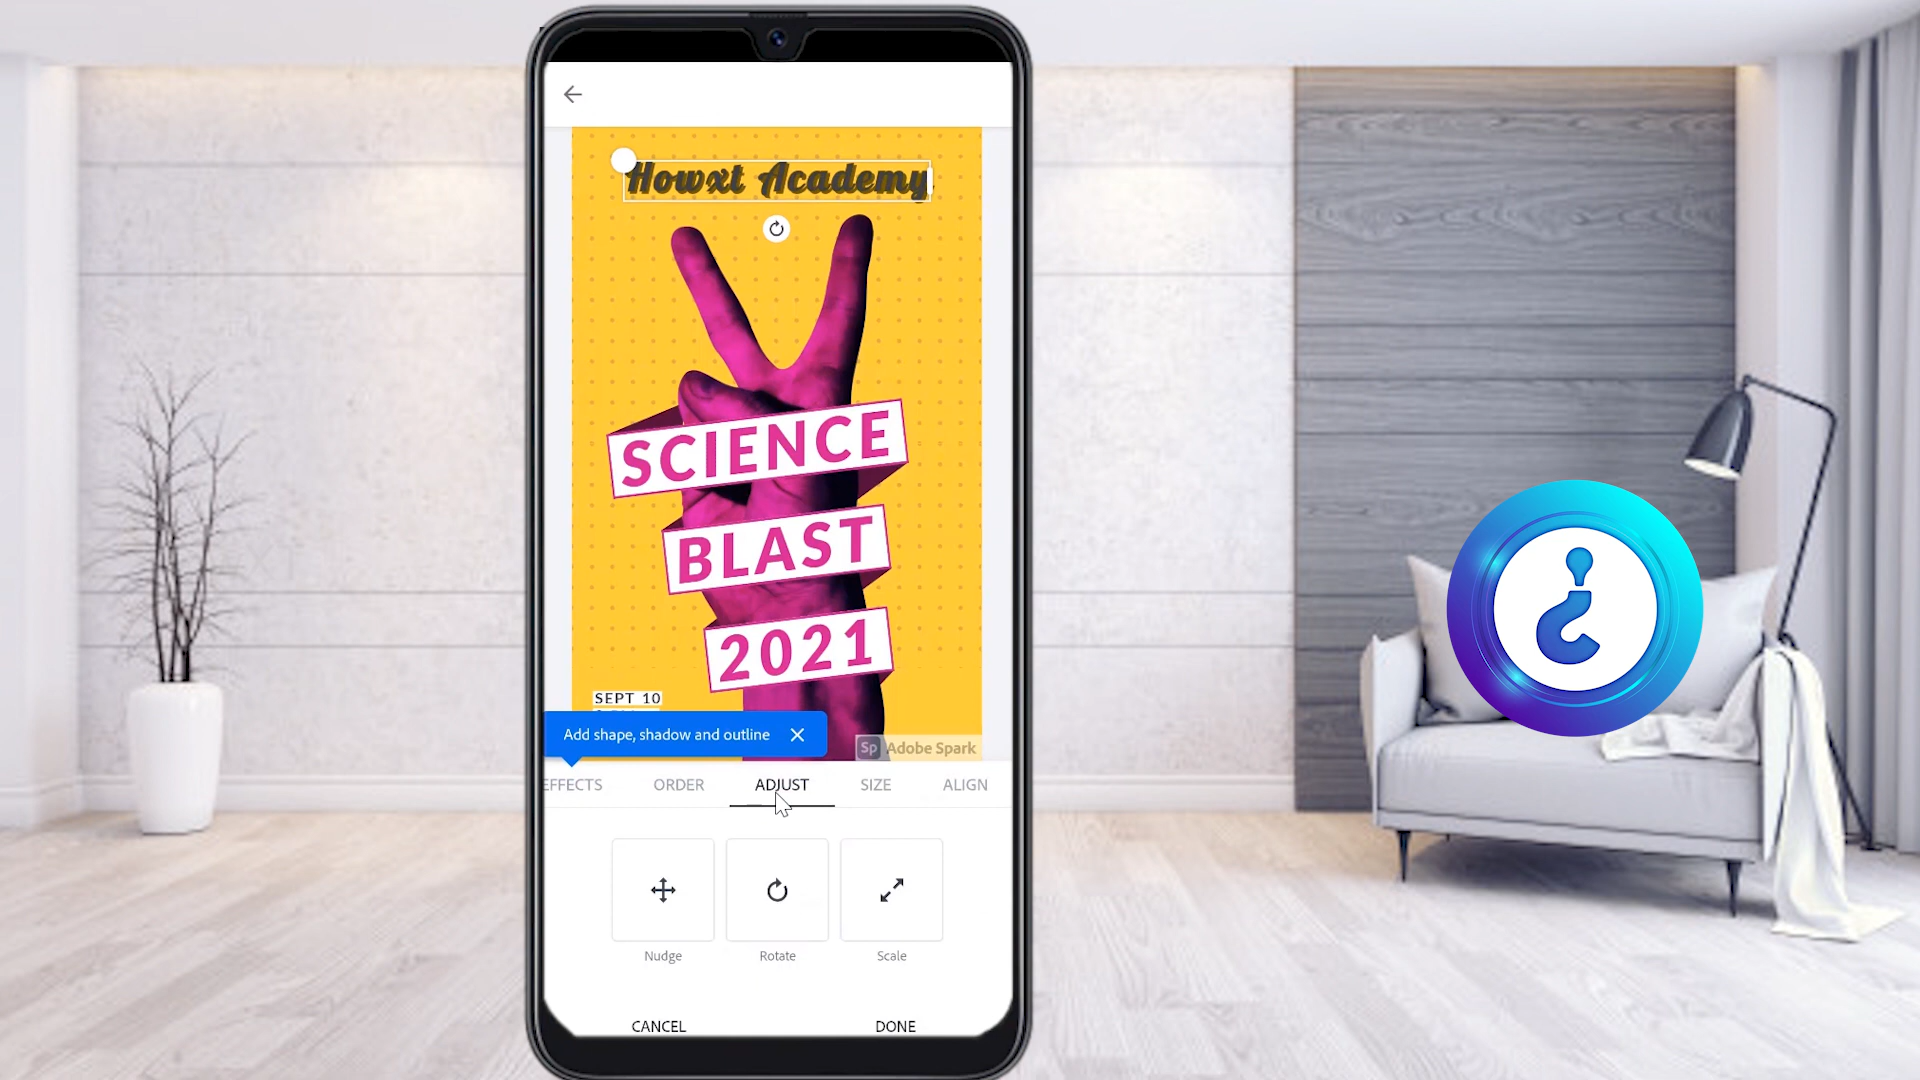 Howxt Academy
SCIENCE
BLAST
2021
SEPT 10
Add shape, shadow and outline
Sp Adobe Spark
EFFECTS ORDER ADJUST SIZE ALIGN
Nudge Rotate Scale
CANCEL DONE